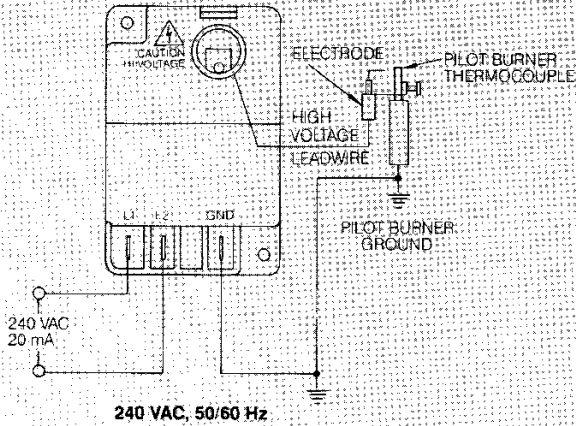 CAUTION
HI VOLTAGE
ELECTRODE
PILOT BURNER
THERMOCOUPLE
HIGH
VOLTAGE
LEADWIRE
L1 L2 GND
PILOT BURNER
GROUND
240 VAC
20 mA
240 VAC, 50/60 Hz